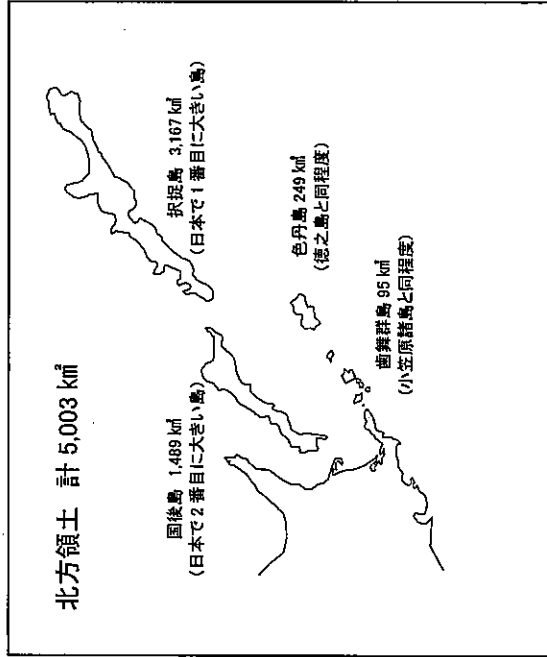 北方領土 計 5,003 k㎡
択捉島 3,167 k㎡
(日本で1番目に大きい島)
国後島 1,489 k㎡
(日本で2番目に大きい島)
色丹島 249 k㎡
(徳之島と同程度)
歯舞群島 95 k㎡
(小笠原諸島と同程度)